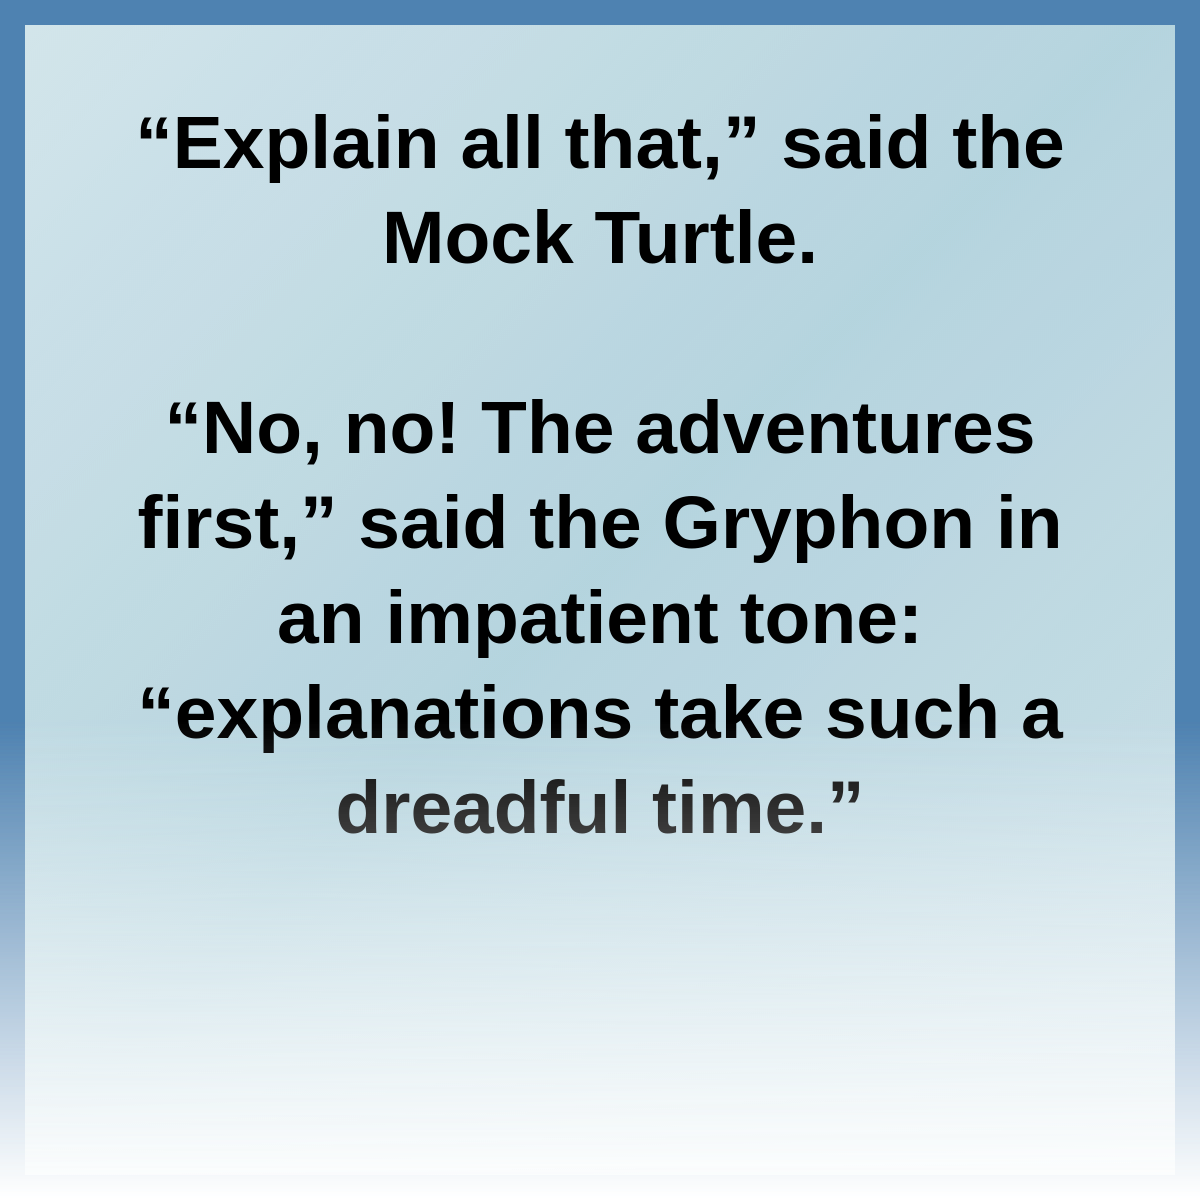 “Explain all that,” said the
Mock Turtle.
“No, no! The adventures
first,” said the Gryphon in
an impatient tone:
“explanations take such a
dreadful time.”